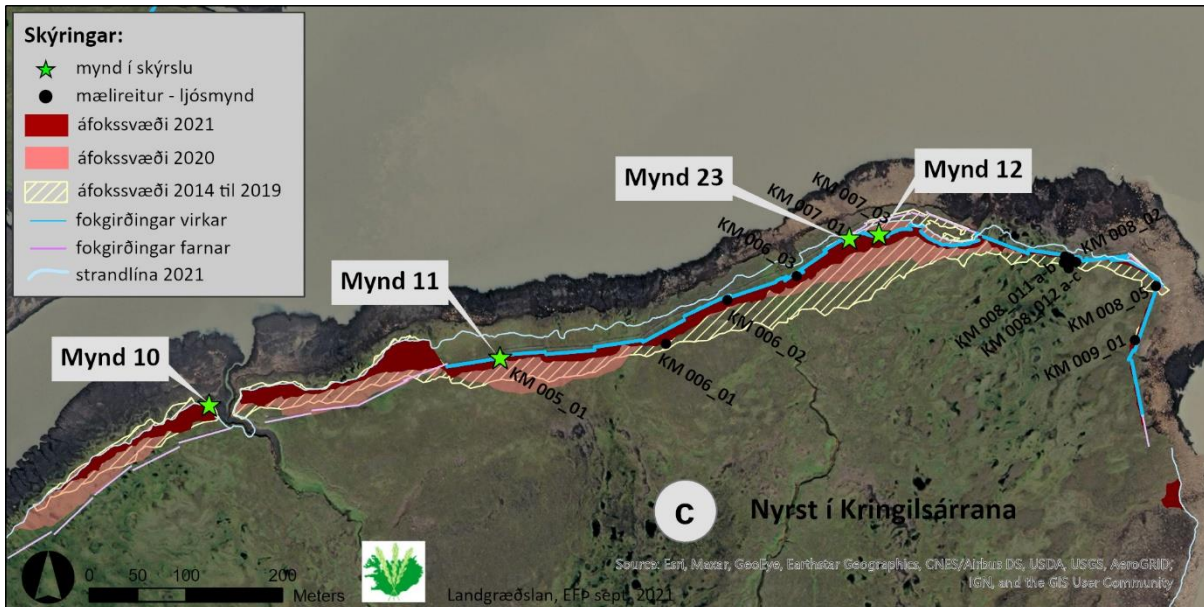 Skýringar:
mynd í skýrslu
mælireitur - ljósmynd
áfokssvæði 2021
áfokssvæði 2020
áfokssvæði 2014 til 2019
fokgirðingar virkar
fokgirðingar farnar
strandlína 2021
Mynd 10
Mynd 11
Mynd 23
Mynd 12
KM 005_01
KM 006_01
KM 006_02
KM 006_03
KM 007_01
KM 007_03
KM 008_02
KM 008_011-a-b
KM 008_012 a-c
KM 008_05
KM 009_01
C
Nyrst í Kringilsárrana
0 50 100 200
Meters
Landgræðslan, EFÞ sept. 2021
Source: Esri, Maxar, GeoEye, Earthstar Geographics, CNES/Airbus DS, USDA, USGS, AeroGRID,
IGN, and the GIS User Community